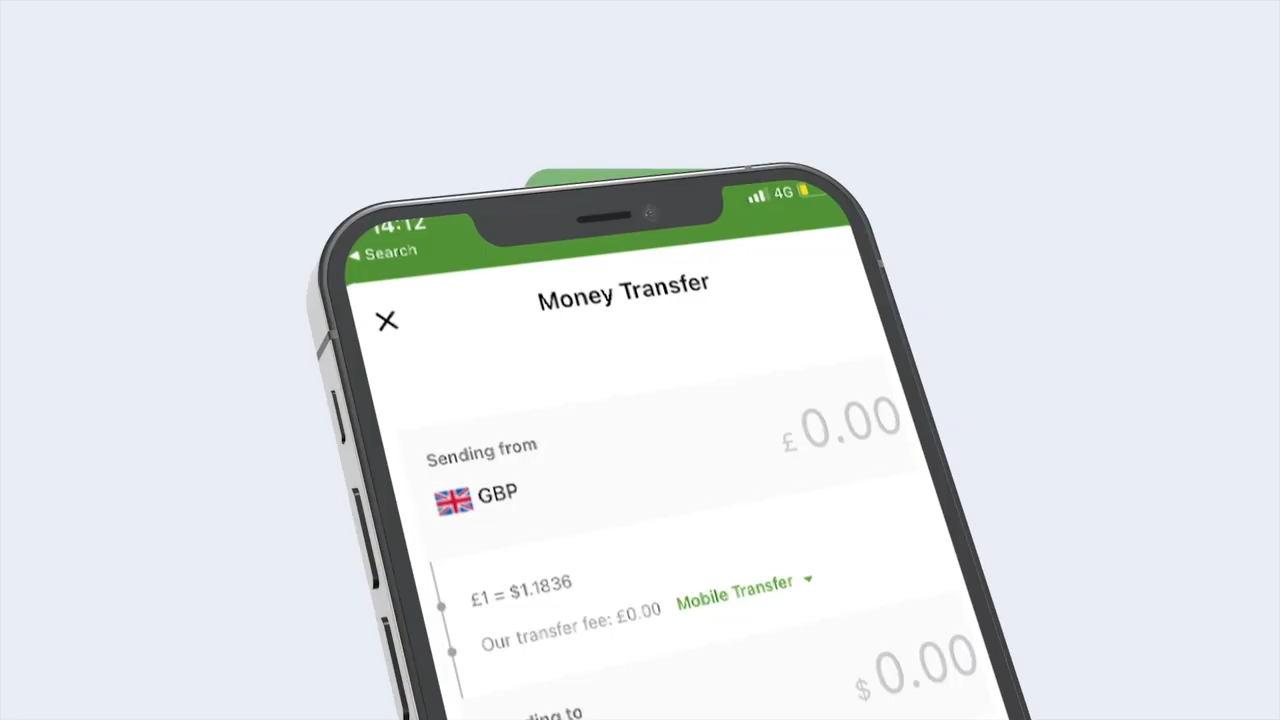 14:12
4G
◀ Search
Money Transfer
Sending from
£ 0.00
GBP
£1 = $1.1836
Our transfer fee: £0.00 Mobile Transfer
$ 0.00
to